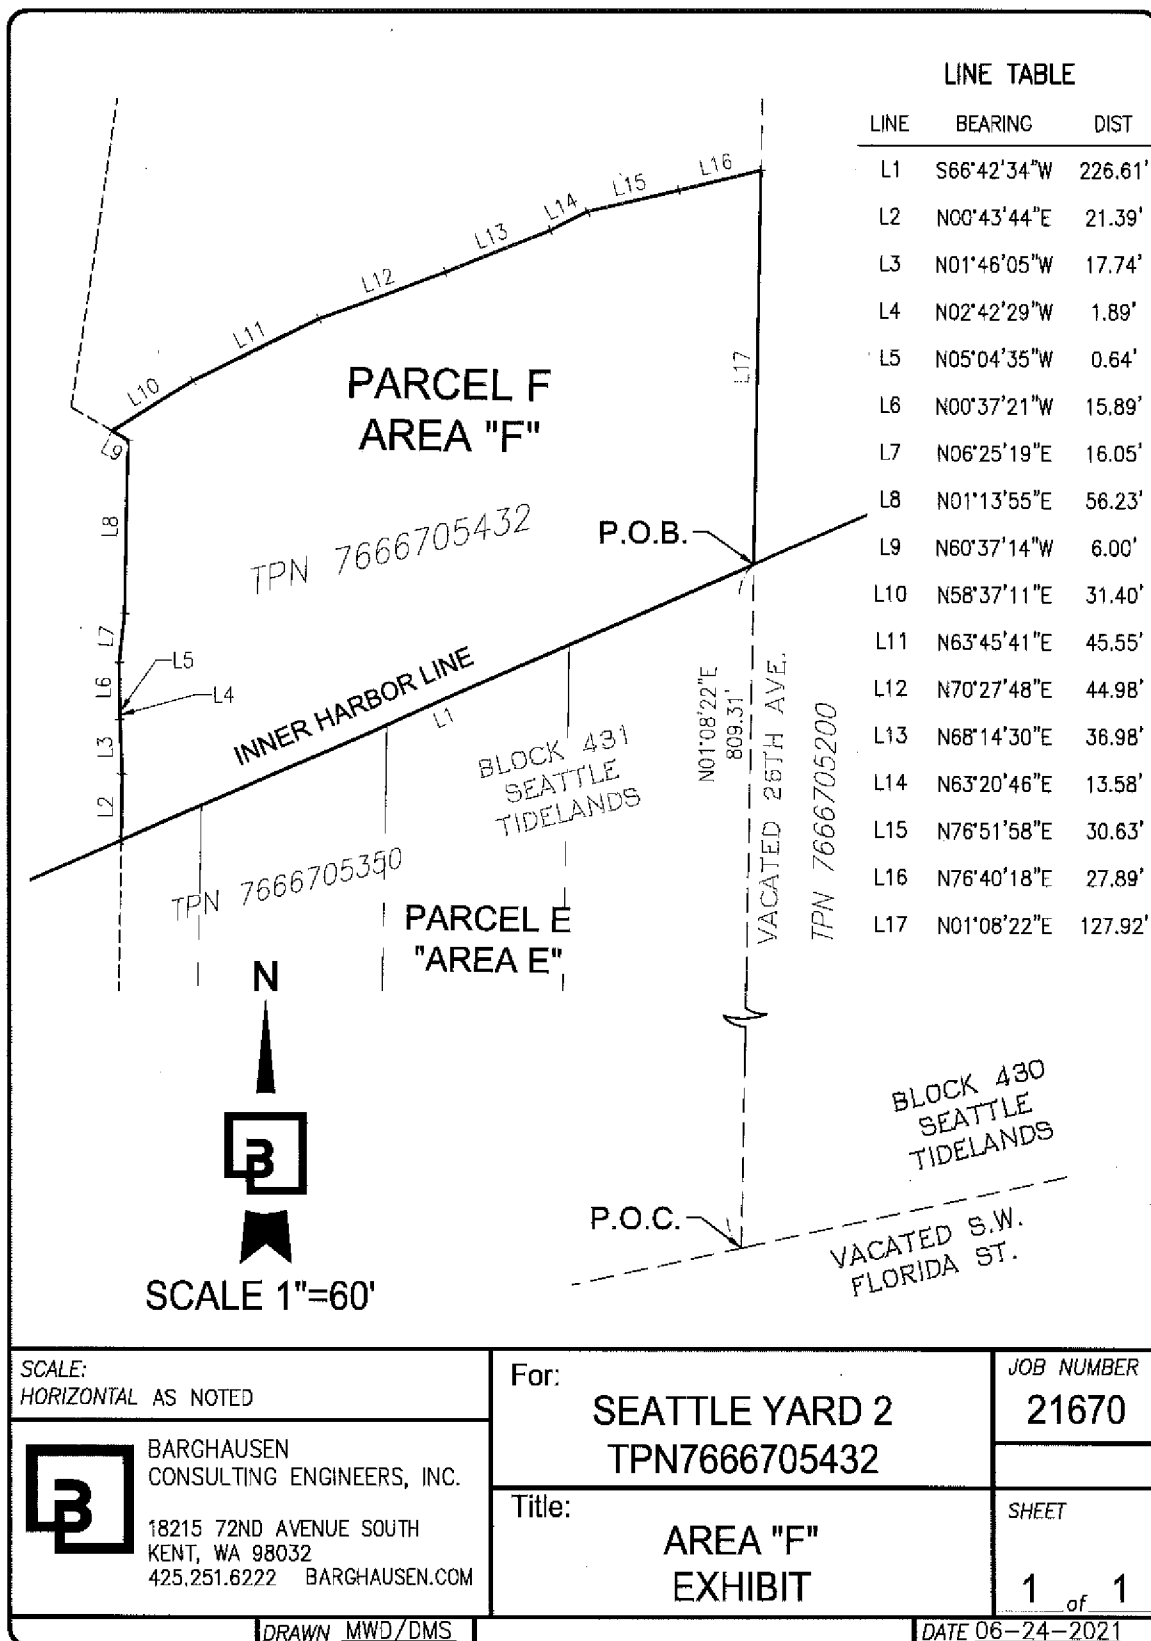 LINE TABLE
LINE BEARING DIST
L1 S66°42'34"W 226.61'
L2 N00°43'44"E 21.39'
L3 N01°46'05"W 17.74'
L4 N02°42'29"W 1.89'
L5 N05°04'35"W 0.64'
L6 N00°37'21"W 15.89'
L7 N06°25'19"E 16.05'
L8 N01°13'55"E 56.23'
L9 N60°37'14"W 6.00'
L10 N58°37'11"E 31.40'
L11 N63°45'41"E 45.55'
L12 N70°27'48"E 44.98'
L13 N68°14'30"E 36.98'
L14 N63°20'46"E 13.58'
L15 N76°51'58"E 30.63'
L16 N76°40'18"E 27.89'
L17 N01°08'22"E 127.92'
L16
L15
L14
L13
L12
L11
L10
L9
L8
L7
L6
L5
L4
L3
L2
L17
PARCEL F
AREA "F"
TPN 7666705432
P.O.B.
INNER HARBOR LINE
L1
BLOCK 431
SEATTLE
TIDELANDS
N01°08'22"E
809.31'
VACATED 26TH AVE.
TPN 7666705200
TPN 7666705350
PARCEL E
"AREA E"
N
B
SCALE 1"=60'
BLOCK 430
SEATTLE
TIDELANDS
P.O.C.
VACATED S.W.
FLORIDA ST.
SCALE:
HORIZONTAL AS NOTED
B
BARGHAUSEN
CONSULTING ENGINEERS, INC.
18215 72ND AVENUE SOUTH
KENT, WA 98032
425.251.6222 BARGHAUSEN.COM
For:
SEATTLE YARD 2
TPN7666705432
Title:
AREA "F"
EXHIBIT
JOB NUMBER
21670
SHEET
1 of 1
DRAWN MWD/DMS
DATE 06-24-2021